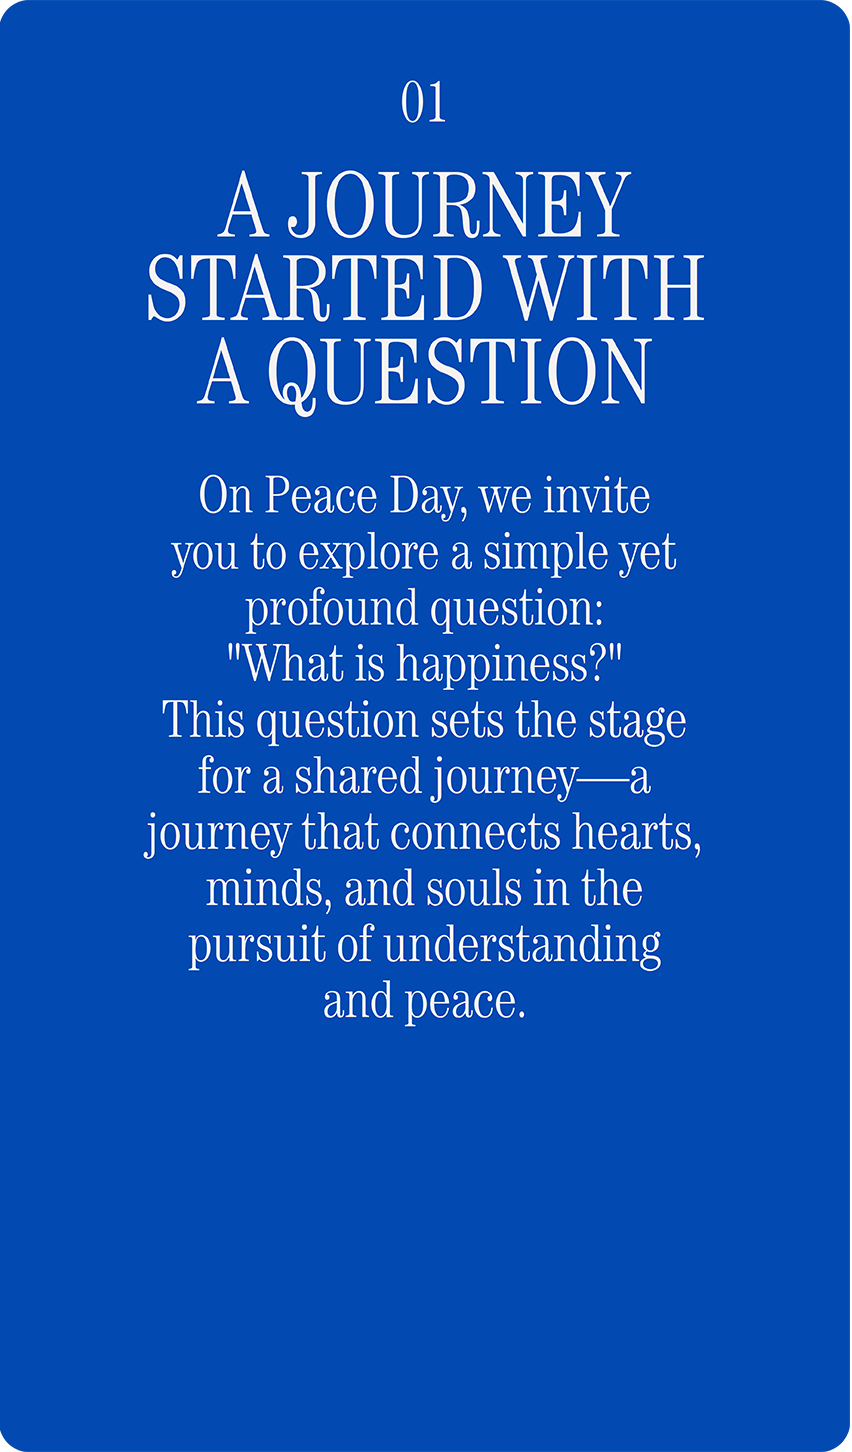 01
A JOURNEY
STARTED WITH
A QUESTION
On Peace Day, we invite
you to explore a simple yet
profound question:
"What is happiness?"
This question sets the stage
for a shared journey—a
journey that connects hearts,
minds, and souls in the
pursuit of understanding
and peace.